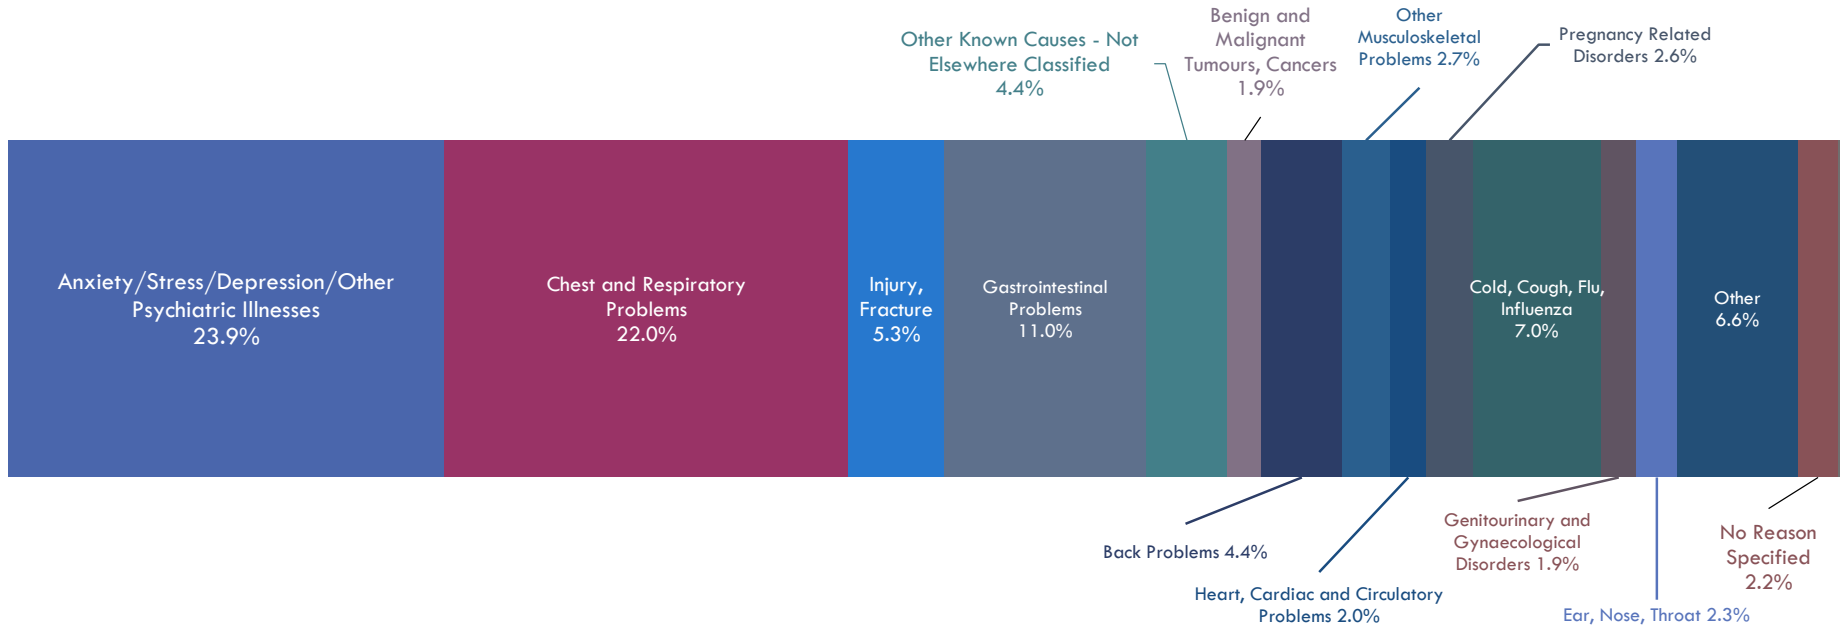 Anxiety/Stress/Depression/Other
Psychiatric Illnesses
23.9%
Chest and Respiratory
Problems
22.0%
Injury,
Fracture
5.3%
Gastrointestinal
Problems
11.0%
Other Known Causes - Not
Elsewhere Classified
4.4%
Benign and
Malignant
Tumours, Cancers
1.9%
Back Problems 4.4%
Other
Musculoskeletal
Problems 2.7%
Heart, Cardiac and Circulatory
Problems 2.0%
Pregnancy Related
Disorders 2.6%
Cold, Cough, Flu,
Influenza
7.0%
Genitourinary and
Gynaecological
Disorders 1.9%
Ear, Nose, Throat 2.3%
Other
6.6%
No Reason
Specified
2.2%